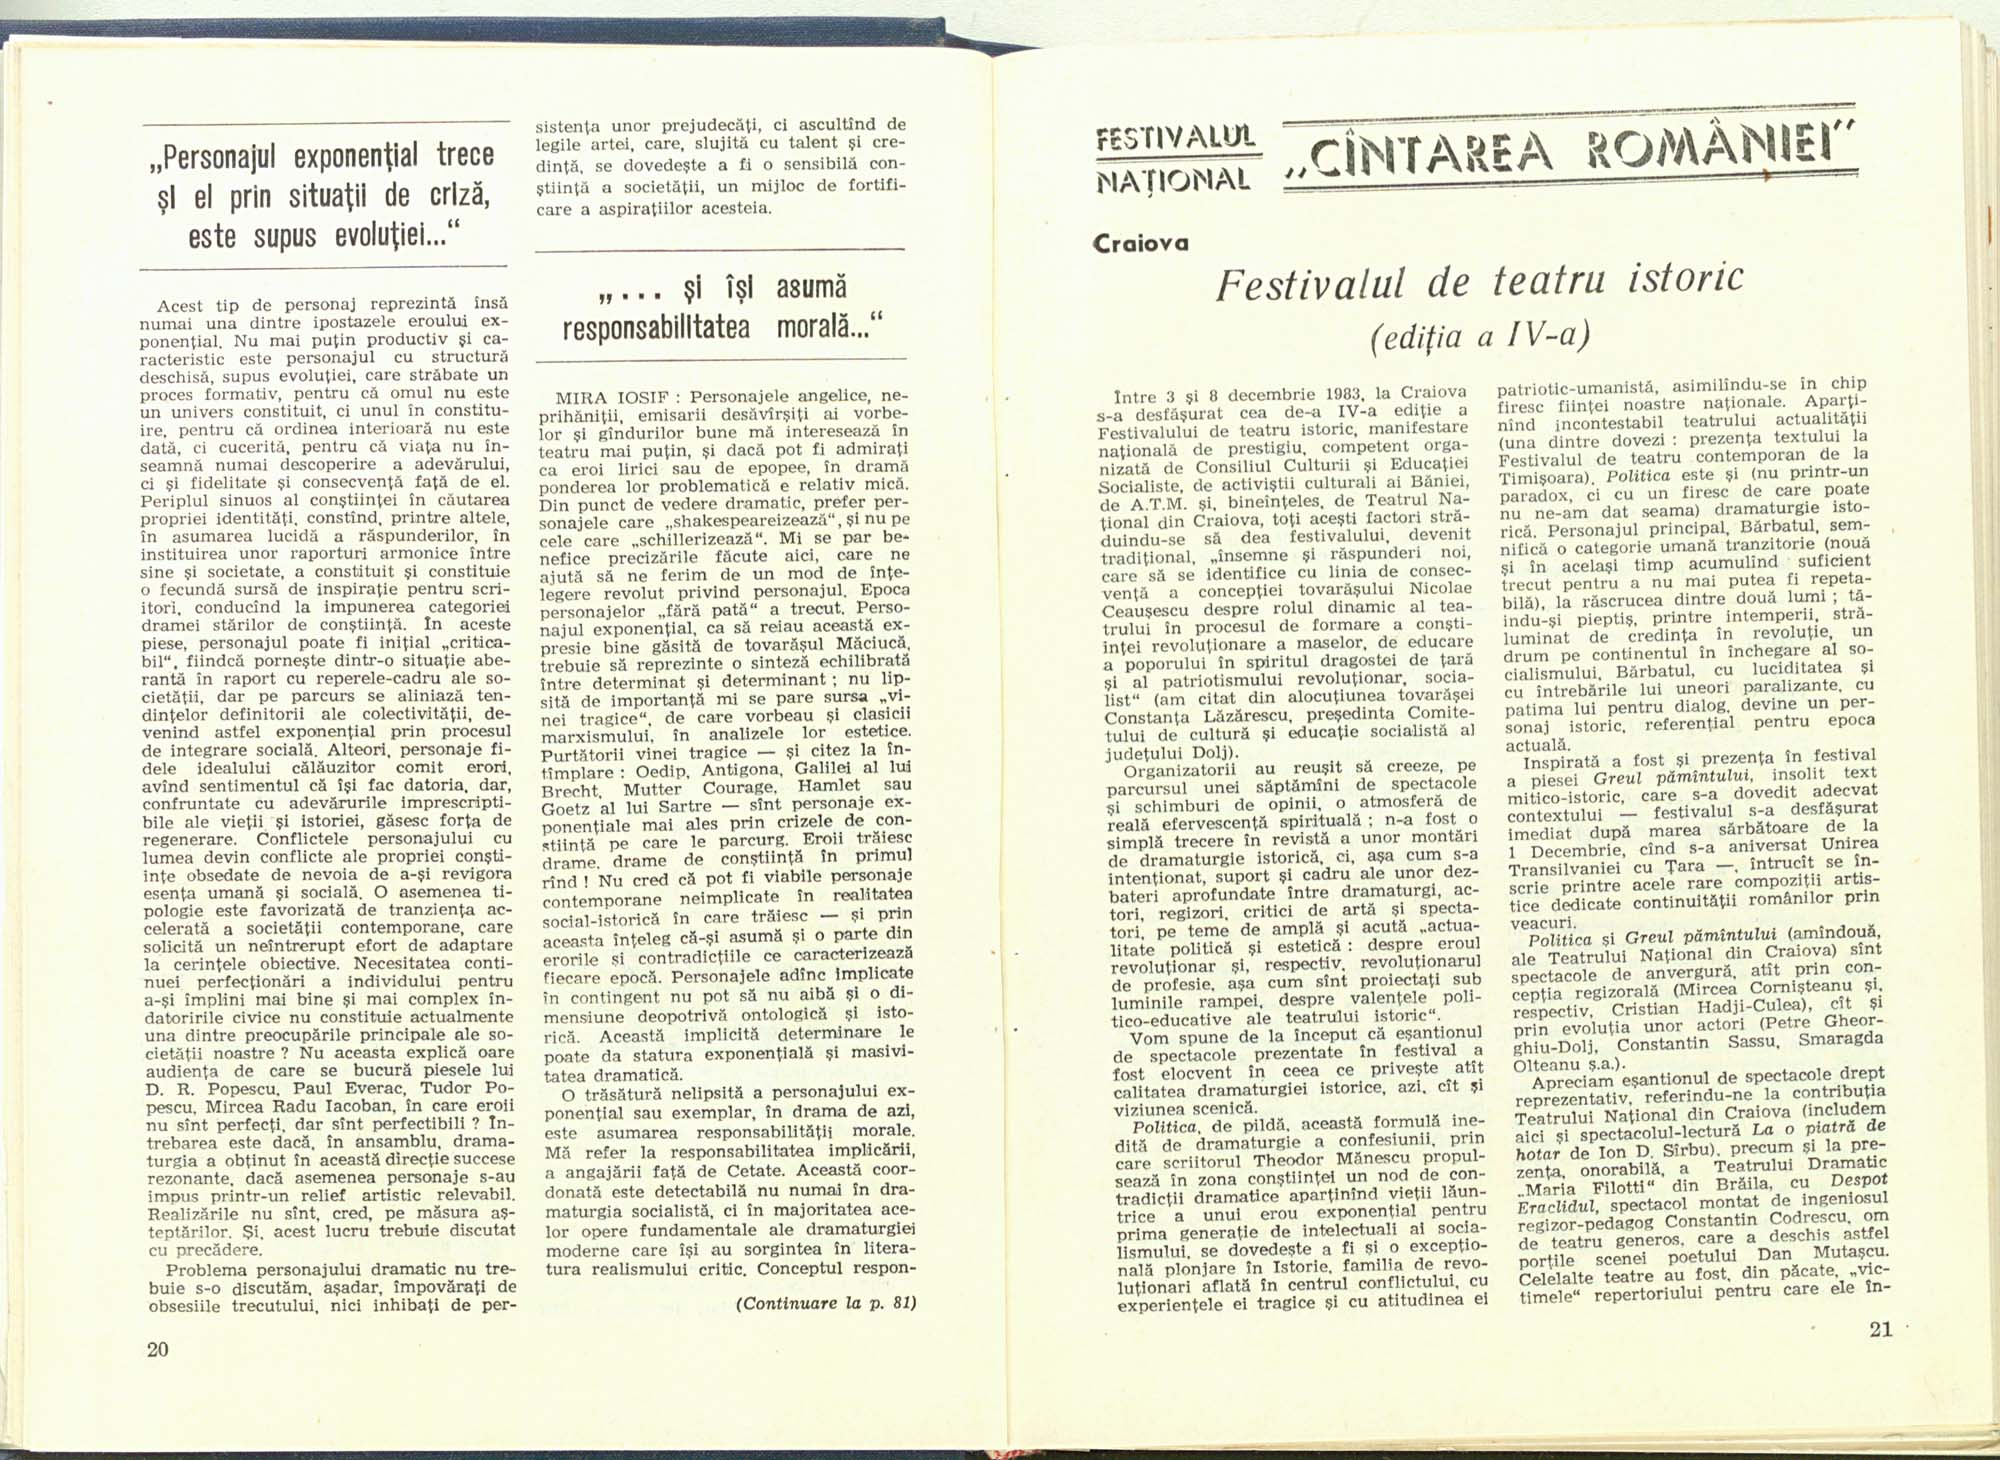 „Personajul exponențial trece
și el prin situații de criză,
este supus evoluției...“
Acest tip de personaj reprezintă însă
numai una dintre ipostazele eroului ex-
ponențial. Nu mai puțin productiv și ca-
racteristic este personajul cu structură
deschisă, supus evoluției, care străbate un
proces formativ, pentru că omul nu este
un univers constituit, ci unul în constitu-
ire, pentru că ordinea interioară nu este
dată, ci cucerită, pentru că viața nu în-
seamnă numai descoperire a adevărului,
ci și fidelitate și consecvență față de el.
Periplul sinuos al conștiinței în căutarea
propriei identități, constînd, printre altele,
în asumarea lucidă a răspunderilor, în
instituirea unor raporturi armonice între
sine și societate, a constituit și constituie
o fecundă sursă de inspirație pentru scri-
itori, conducînd la impunerea categoriei
dramei stărilor de conștiință. În aceste
piese, personajul poate fi inițial „critica-
bil“, fiindcă pornește dintr-o situație abe-
rantă în raport cu reperele-cadru ale so-
cietății, dar pe parcurs se aliniază ten-
dințelor definitorii ale colectivității, de-
venind astfel exponențial prin procesul
de integrare socială. Alteori, personaje fi-
dele idealului călăuzitor comit erori,
avînd sentimentul că își fac datoria, dar,
confruntate cu adevărurile imprescripti-
bile ale vieții și istoriei, găsesc forța de
regenerare. Conflictele personajului cu
lumea devin conflicte ale propriei conști-
ințe obsedate de nevoia de a-și revigora
esența umană și socială. O asemenea ti-
pologie este favorizată de tranziența ac-
celerată a societății contemporane, care
solicită un neîntrerupt efort de adaptare
la cerințele obiective. Necesitatea conti-
nuei perfecționări a individului pentru
a-și împlini mai bine și mai complex în-
datoririle civice nu constituie actualmente
una dintre preocupările principale ale so-
cietății noastre ? Nu aceasta explică oare
audiența de care se bucură piesele lui
D. R. Popescu, Paul Everac, Tudor Po-
pescu, Mircea Radu Iacoban, în care eroii
nu sînt perfecți, dar sînt perfectibili ? În-
trebarea este dacă, în ansamblu, drama-
turgia a obținut în această direcție succese
rezonante, dacă asemenea personaje s-au
impus printr-un relief artistic relevabil.
Realizările nu sînt, cred, pe măsura aș-
teptărilor. Și, acest lucru trebuie discutat
cu precădere.
Problema personajului dramatic nu tre-
buie s-o discutăm, așadar, împovărați de
obsesiile trecutului, nici inhibați de per-
20
sistența unor prejudecăți, ci ascultînd de
legile artei, care, slujită cu talent și cre-
dință, se dovedește a fi o sensibilă con-
știință a societății, un mijloc de fortifi-
care a aspirațiilor acesteia.
„... și își asumă
responsabilitatea morală...“
MIRA IOSIF : Personajele angelice, ne-
prihăniții, emisarii desăvîrșiți ai vorbe-
lor și gîndurilor bune mă interesează în
teatru mai puțin, și dacă pot fi admirați
ca eroi lirici sau de epopee, în dramă
ponderea lor problematică e relativ mică.
Din punct de vedere dramatic, prefer per-
sonajele care „shakespeareizează“, și nu pe
cele care „schillerizează“. Mi se par be-
nefice precizările făcute aici, care ne
ajută să ne ferim de un mod de înțe-
legere revolut privind personajul. Epoca
personajelor „fără pată“ a trecut. Perso-
najul exponențial, ca să reiau această ex-
presie bine găsită de tovarășul Măciucă,
trebuie să reprezinte o sinteză echilibrată
între determinat și determinant ; nu lip-
sită de importanță mi se pare sursa „vi-
nei tragice“, de care vorbeau și clasicii
marxismului, în analizele lor estetice.
Purtătorii vinei tragice — și citez la în-
tîmplare : Oedip, Antigona, Galilei al lui
Brecht, Mutter Courage, Hamlet sau
Goetz al lui Sartre — sînt personaje ex-
ponențiale mai ales prin crizele de con-
știință pe care le parcurg. Eroii trăiesc
drame, drame de conștiință în primul
rînd ! Nu cred că pot fi viabile personaje
contemporane neimplicate în realitatea
social-istorică în care trăiesc — și prin
aceasta înțeleg că-și asumă și o parte din
erorile și contradicțiile ce caracterizează
fiecare epocă. Personajele adînc implicate
în contingent nu pot să nu aibă și o di-
mensiune deopotrivă ontologică și isto-
rică. Această implicită determinare le
poate da statura exponențială și masivi-
tatea dramatică.
O trăsătură nelipsită a personajului ex-
ponențial sau exemplar, în drama de azi,
este asumarea responsabilității morale.
Mă refer la responsabilitatea implicării,
a angajării față de Cetate. Această coor-
donată este detectabilă nu numai în dra-
maturgia socialistă, ci în majoritatea ace-
lor opere fundamentale ale dramaturgiei
moderne care își au sorgintea în litera-
tura realismului critic. Conceptul respon-
(Continuare la p. 81)
FESTIVALUL
NAȚIONAL
„CÎNTAREA ROMÂNIEI“
Craiova
Festivalul de teatru istoric
(ediția a IV-a)
Între 3 și 8 decembrie 1983, la Craiova
s-a desfășurat cea de-a IV-a ediție a
Festivalului de teatru istoric, manifestare
națională de prestigiu, competent orga-
nizată de Consiliul Culturii și Educației
Socialiste, de activiștii culturali ai Băniei,
de A.T.M. și, bineînțeles, de Teatrul Na-
țional din Craiova, toți acești factori stră-
duindu-se să dea festivalului, devenit
tradițional, „însemne și răspunderi noi,
care să se identifice cu linia de consec-
vență a concepției tovarășului Nicolae
Ceaușescu despre rolul dinamic al tea-
trului în procesul de formare a conști-
inței revoluționare a maselor, de educare
a poporului în spiritul dragostei de țară
și al patriotismului revoluționar, socia-
list“ (am citat din alocuțiunea tovarășei
Constanța Lăzărescu, președinta Comite-
tului de cultură și educație socialistă al
județului Dolj).
Organizatorii au reușit să creeze, pe
parcursul unei săptămîni de spectacole
și schimburi de opinii, o atmosferă de
reală efervescență spirituală ; n-a fost o
simplă trecere în revistă a unor montări
de dramaturgie istorică, ci, așa cum s-a
intenționat, suport și cadru ale unor dez-
bateri aprofundate între dramaturgi, ac-
tori, regizori, critici de artă și specta-
tori, pe teme de amplă și acută „actua-
litate politică și estetică : despre eroul
revoluționar și, respectiv, revoluționarul
de profesie, așa cum sînt proiectați sub
luminile rampei, despre valențele poli-
tico-educative ale teatrului istoric“.
Vom spune de la început că eșantionul
de spectacole prezentate în festival a
fost elocvent în ceea ce privește atît
calitatea dramaturgiei istorice, azi, cît și
viziunea scenică.
Politica, de pildă, această formulă ine-
dită de dramaturgie a confesiunii, prin
care scriitorul Theodor Mănescu propul-
sează în zona conștiinței un nod de con-
tradicții dramatice aparținînd vieții lăun-
trice a unui erou exponențial pentru
prima generație de intelectuali ai socia-
lismului, se dovedește a fi și o excepțio-
nală plonjare în Istorie, familia de revo-
luționari aflată în centrul conflictului, cu
experiențele ei tragice și cu atitudinea ei
patriotic-umanistă, asimilîndu-se în chip
firesc ființei noastre naționale. Aparți-
nînd incontestabil teatrului actualității
(una dintre dovezi : prezența textului la
Festivalul de teatru contemporan de la
Timișoara), Politica este și (nu printr-un
paradox, ci cu un firesc de care poate
nu ne-am dat seama) dramaturgie isto-
rică. Personajul principal, Bărbatul, sem-
nifică o categorie umană tranzitorie (nouă
și în același timp acumulînd suficient
trecut pentru a nu mai putea fi repeta-
bilă), la răscrucea dintre două lumi ; tă-
indu-și pieptiș, printre intemperii, stră-
luminat de credința în revoluție, un
drum pe continentul în închegare al so-
cialismului, Bărbatul, cu luciditatea și
cu întrebările lui uneori paralizante, cu
patima lui pentru dialog, devine un per-
sonaj istoric, referențial pentru epoca
actuală.
Inspirată a fost și prezența în festival
a piesei Greul pămîntului, insolit text
mitico-istoric, care s-a dovedit adecvat
contextului — festivalul s-a desfășurat
imediat după marea sărbătoare de la
1 Decembrie, cînd s-a aniversat Unirea
Transilvaniei cu Țara —, întrucît se în-
scrie printre acele rare compoziții artis-
tice dedicate continuității românilor prin
veacuri.
Politica și Greul pămîntului (amîndouă,
ale Teatrului Național din Craiova) sînt
spectacole de anvergură, atît prin con-
cepția regizorală (Mircea Cornișteanu și,
respectiv, Cristian Hadji-Culea), cît și
prin evoluția unor actori (Petre Gheor-
ghiu-Dolj, Constantin Sassu, Smaragda
Olteanu ș.a.).
Apreciam eșantionul de spectacole drept
reprezentativ, referindu-ne la contribuția
Teatrului Național din Craiova (includem
aici și spectacolul-lectură La o piatră de
hotar de Ion D. Sîrbu), precum și la pre-
zența, onorabilă, a Teatrului Dramatic
„Maria Filotti“ din Brăila, cu Despot
Eraclidul, spectacol montat de ingeniosul
regizor-pedagog Constantin Codrescu, om
de teatru generos, care a deschis astfel
porțile scenei poetului Dan Mutașcu.
Celelalte teatre au fost, din păcate, „vic-
timele“ repertoriului pentru care ele în-
21